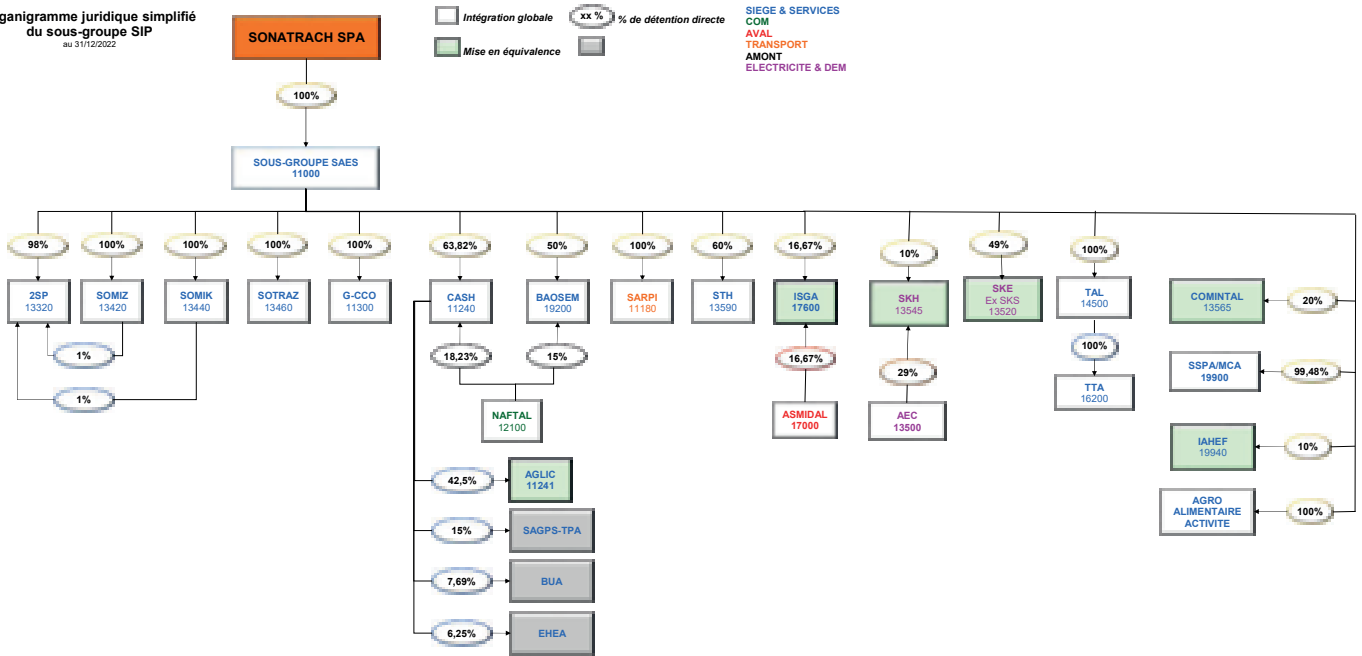 ganigramme juridique simplifié
du sous-groupe SIP
au 31/12/2022
SONATRACH SPA
Intégration globale
xx %
% de détention directe
Mise en équivalence
SIEGE & SERVICES
COM
AVAL
TRANSPORT
AMONT
ELECTRICITE & DEM
100%
SOUS-GROUPE SAES
11000
98%
100%
100%
100%
100%
63,82%
50%
100%
60%
16,67%
10%
49%
100%
2SP
13320
SOMIZ
13420
SOMIK
13440
SOTRAZ
13460
G-CCO
11300
CASH
11240
BAOSEM
19200
SARPI
11180
STH
13590
ISGA
17600
SKH
13545
SKE
Ex SKS
13520
TAL
14500
COMINTAL
13565
20%
1%
1%
18,23%
15%
16,67%
29%
100%
NAFTAL
12100
ASMIDAL
17000
AEC
13500
TTA
16200
SSPA/MCA
19900
99,48%
IAHEF
19940
10%
AGRO
ALIMENTAIRE
ACTIVITE
100%
42,5%
AGLIC
11241
15%
SAGPS-TPA
7,69%
BUA
6,25%
EHEA